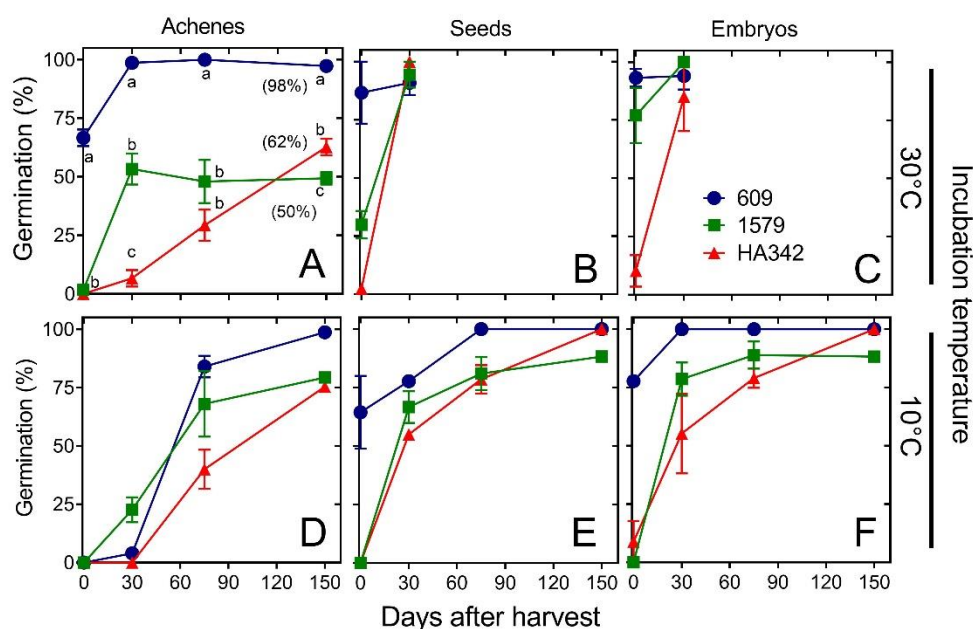 Achenes Seeds Embryos
Germination (%)
100
75
50
25
0
a
a
a
a
(98%)
(62%)
b
b
b
b
b
c
c
(50%)
A
B
C
609
1579
HA342
30°C
Incubation temperature
Germination (%)
100
75
50
25
0
D
E
F
10°C
0 30 60 90 120 150 0 30 60 90 120 150 0 30 60 90 120 150
Days after harvest